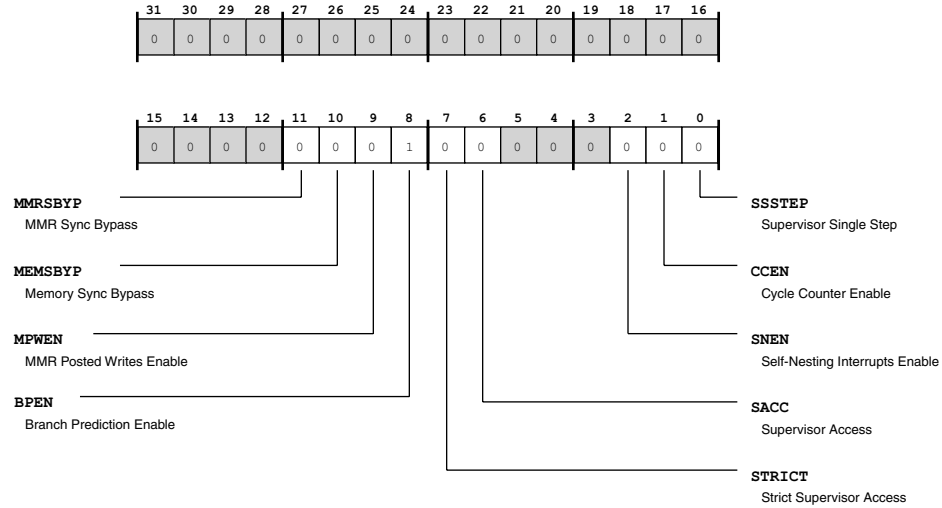 31 30 29 28 27 26 25 24 23 22 21 20 19 18 17 16
0 0 0 0 0 0 0 0 0 0 0 0 0 0 0 0
15 14 13 12 11 10 9 8 7 6 5 4 3 2 1 0
0 0 0 0 0 0 0 1 0 0 0 0 0 0 0 0
MMRSBYP
MMR Sync Bypass
MEMSBYP
Memory Sync Bypass
MPWEN
MMR Posted Writes Enable
BPEN
Branch Prediction Enable
SSSTEP
Supervisor Single Step
CCEN
Cycle Counter Enable
SNEN
Self-Nesting Interrupts Enable
SACC
Supervisor Access
STRICT
Strict Supervisor Access